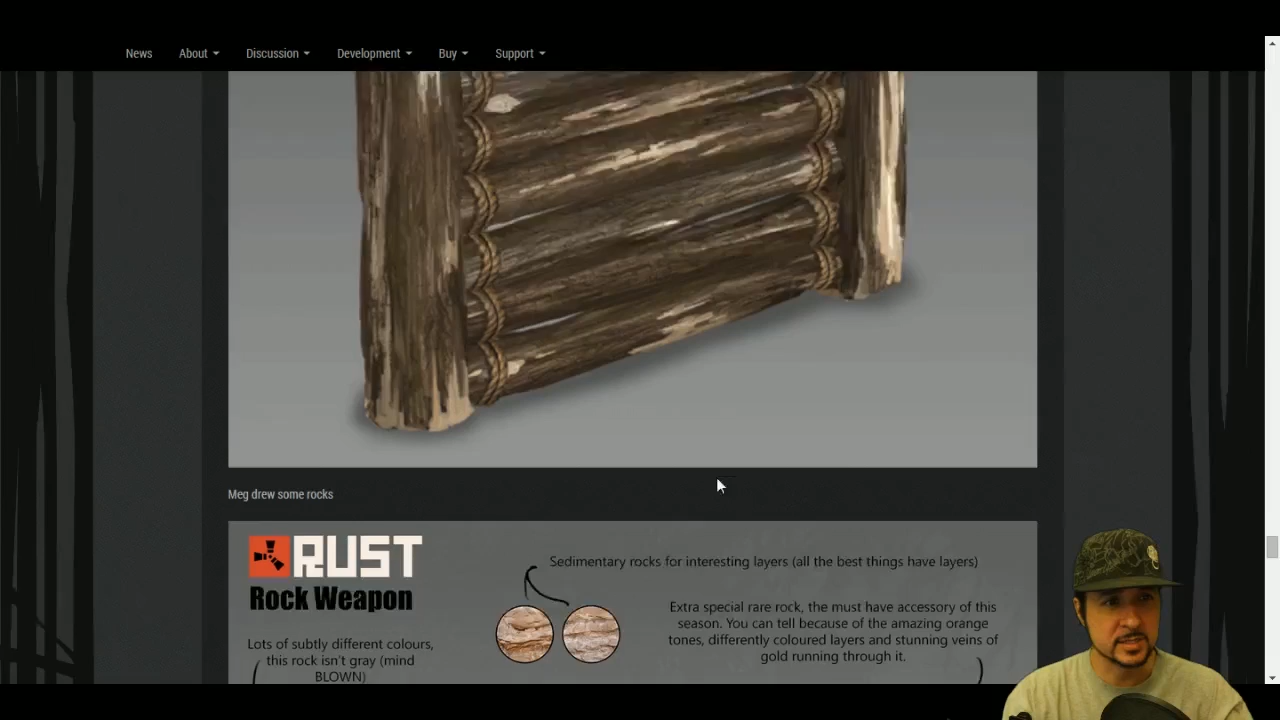 News
About
Discussion
Development
Buy
Support
Meg drew some rocks
RUST
Rock Weapon
Sedimentary rocks for interesting layers (all the best things have layers)
Lots of subtly different colours,
this rock isn't gray (mind
BLOWN)
Extra special rare rock, the must have accessory of this
season. You can tell because of the amazing orange
tones, differently coloured layers and stunning veins of
gold running through it.